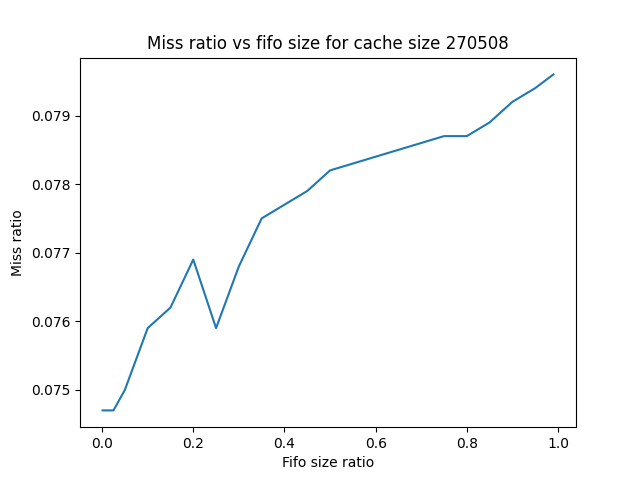 Miss ratio vs fifo size for cache size 270508
0.079
0.078
0.077
0.076
0.075
Miss ratio
0.0 0.2 0.4 0.6 0.8 1.0
Fifo size ratio